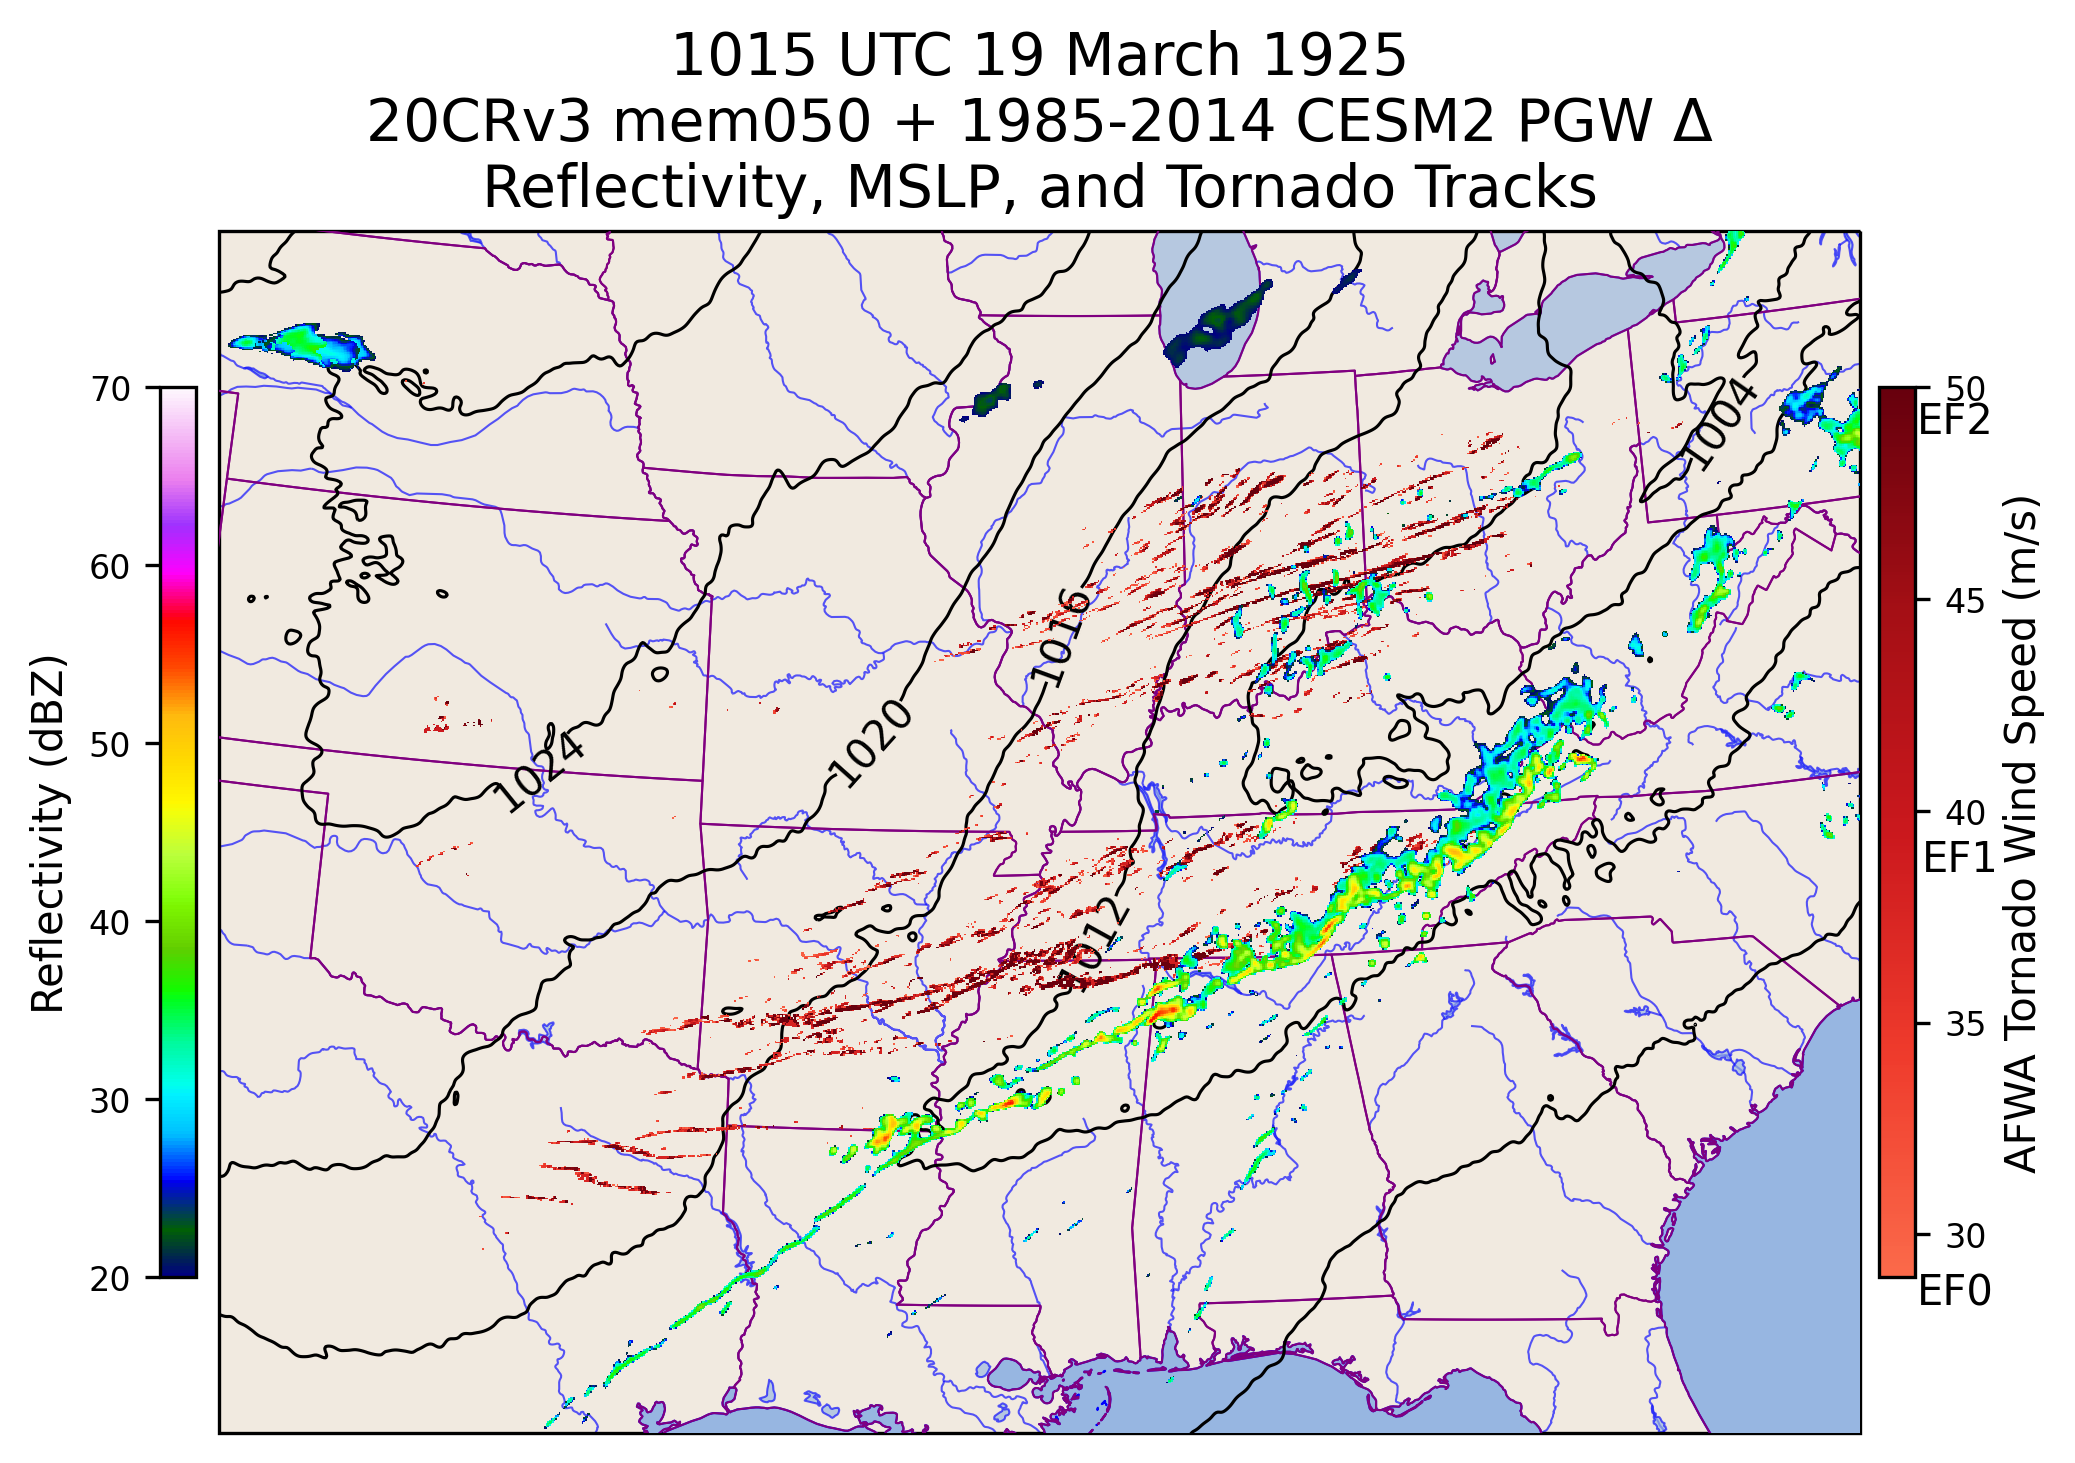 1015 UTC 19 March 1925
20CRv3 mem050 + 1985-2014 CESM2 PGW Δ
Reflectivity, MSLP, and Tornado Tracks
Reflectivity (dBZ)
70
60
50
40
30
20
1004
1016
1020
1024
1012
50
EF2
45
40
EF1
35
30
EF0
AFWA Tornado Wind Speed (m/s)